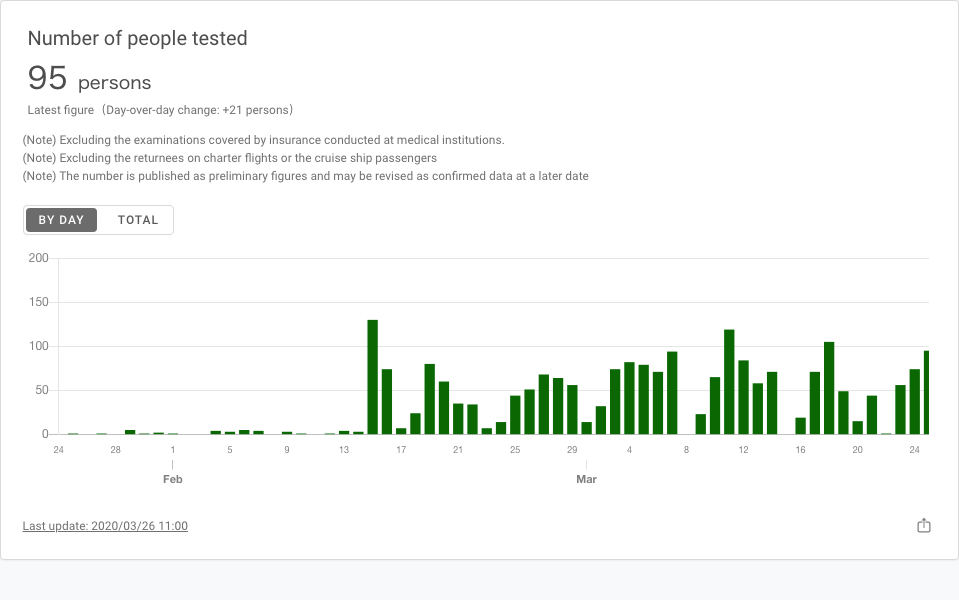 Number of people tested
95 persons
Latest figure（Day-over-day change: +21 persons）
(Note) Excluding the examinations covered by insurance conducted at medical institutions.
(Note) Excluding the returnees on charter flights or the cruise ship passengers
(Note) The number is published as preliminary figures and may be revised as confirmed data at a later date
BY DAY TOTAL
200
150
100
50
0
24 28 1 5 9 13 17 21 25 29 4 8 12 16 20 24
Feb Mar
Last update: 2020/03/26 11:00